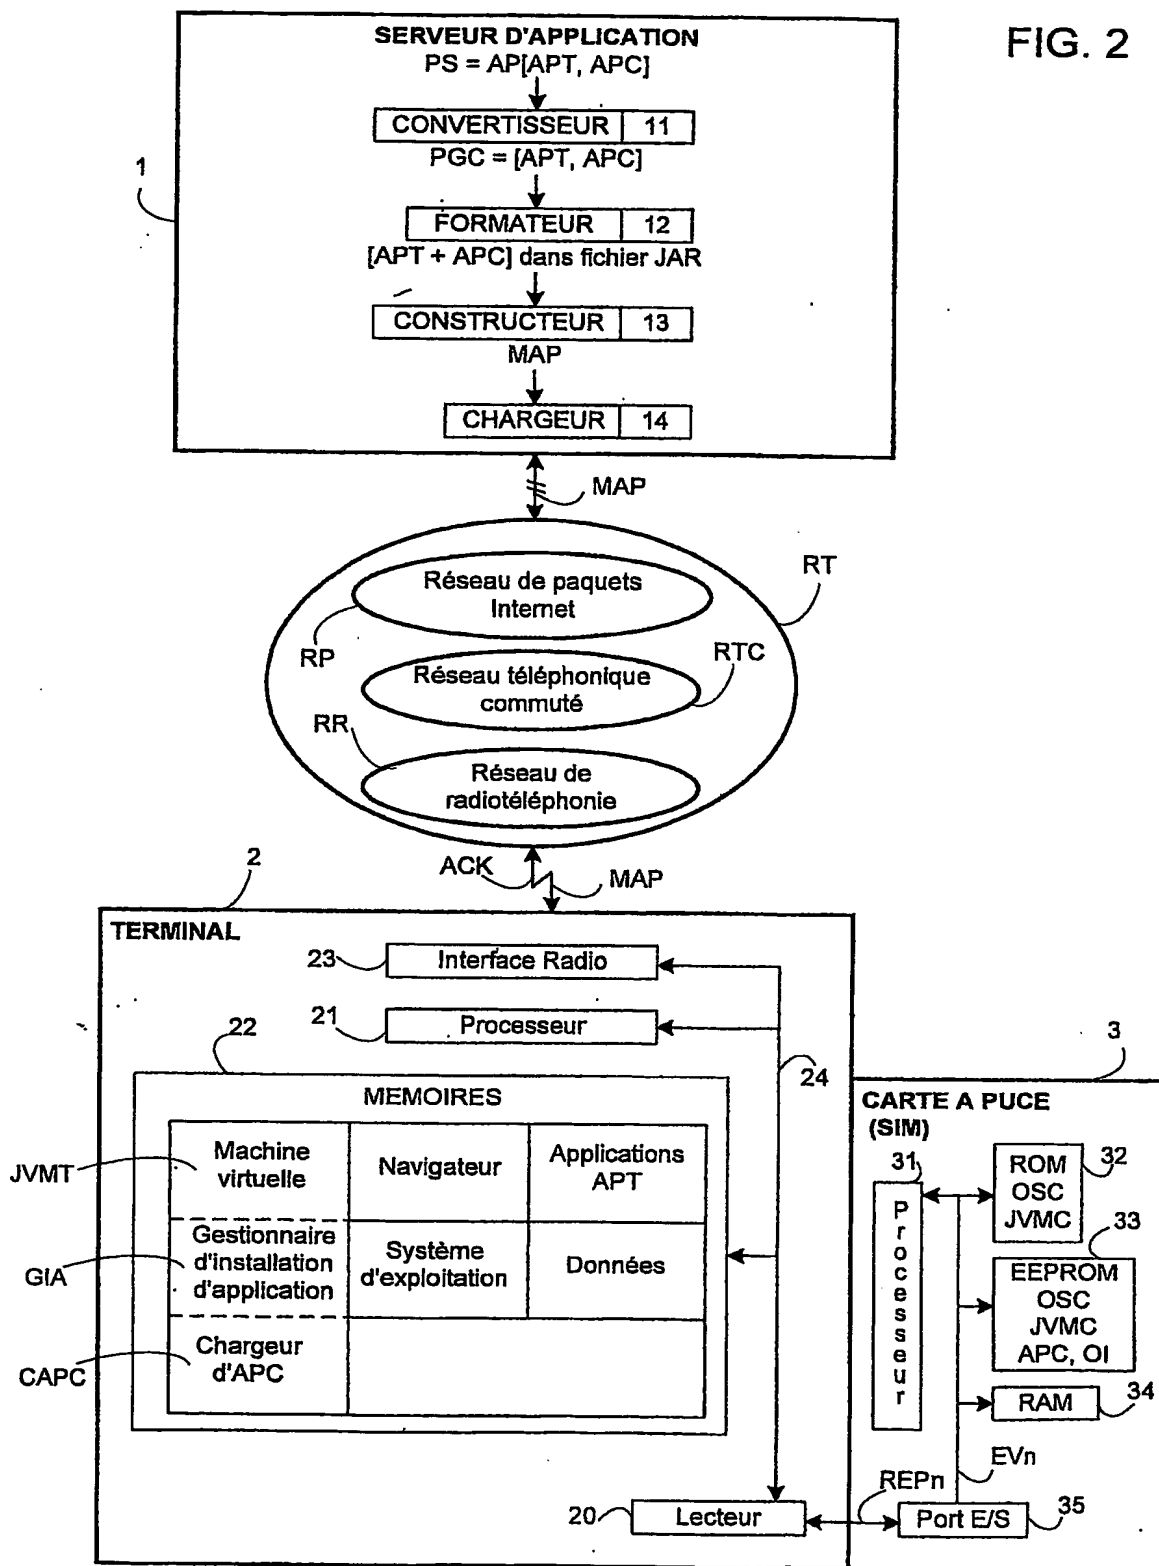 FIG. 2
SERVEUR D'APPLICATION
PS = AP[APT, APC]
CONVERTISSEUR 11
PGC = [APT, APC]
1
FORMATEUR 12
[APT + APC] dans fichier JAR
CONSTRUCTEUR 13
MAP
CHARGEUR 14
MAP
RT
Réseau de paquets
Internet
RP
RTC
Réseau téléphonique
commuté
RR
Réseau de
radiotéléphonie
ACK
MAP
2
TERMINAL
23
Interface Radio
21
Processeur
22
24
3
MEMOIRES
JVMT
Machine
virtuelle
Navigateur
Applications
APT
GIA
Gestionnaire
d'installation
d'application
Système
d'exploitation
Données
CAPC
Chargeur
d'APC
CARTE A PUCE
(SIM)
31
Processeur
32
ROM
OSC
JVMC
33
EEPROM
OSC
JVMC
APC, OI
RAM
34
EVn
REPn
20
Lecteur
Port E/S
35